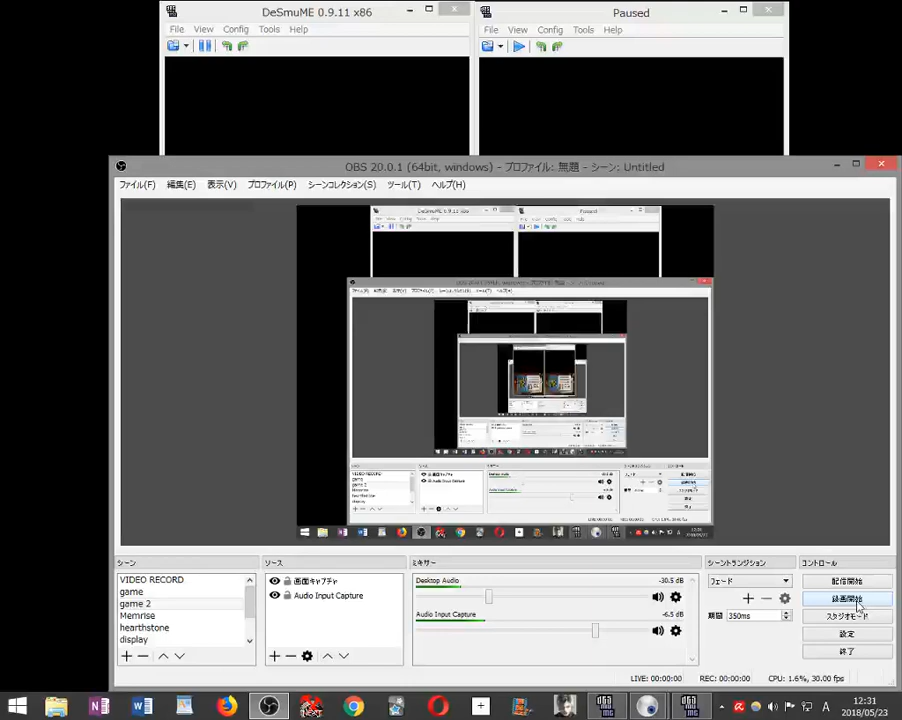 DeSmuME 0.9.11 x86
File View Config Tools Help
Paused
File View Config Tools Help
OBS 20.0.1 (64bit, windows) - プロファイル: 無題 - シーン: Untitled
ファイル(F) 編集(E) 表示(V) プロファイル(P) シーンコレクション(S) ツール(T) ヘルプ(H)
DeSmuME 0.9.11 x86
Paused
シーン
VIDEO RECORD
game
game 2
Memrise
hearthstone
display
ソース
画面キャプチャ
Audio Input Capture
ミキサー
Desktop Audio -30.5 dB
Audio Input Capture -6.5 dB
シーントランジション
フェード
期間 350ms
コントロール
配信開始
録画開始
スタジオモード
設定
終了
LIVE: 00:00:00 REC: 00:00:00 CPU: 1.6%, 30.00 fps
A
12:31
2018/05/23